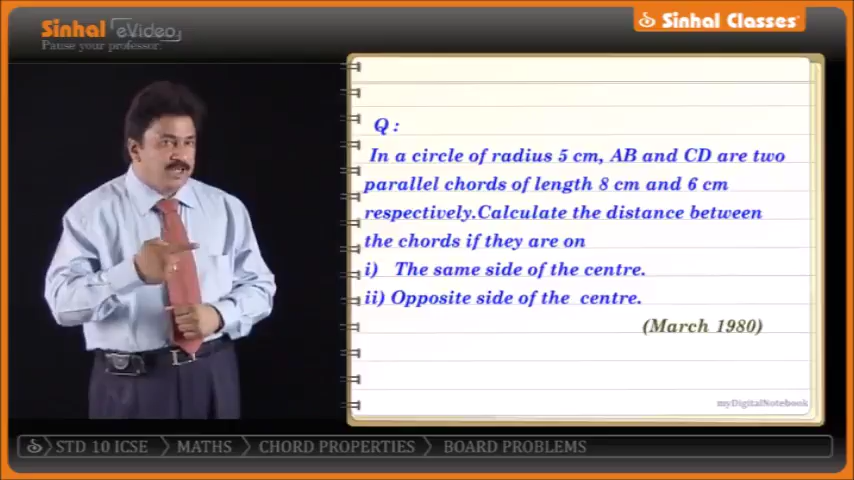 Sinhal eVideo
Pause your professor.
Sinhal Classes
Q :
In a circle of radius 5 cm, AB and CD are two
parallel chords of length 8 cm and 6 cm
respectively.Calculate the distance between
the chords if they are on
i) The same side of the centre.
ii) Opposite side of the centre.
(March 1980)
myDigitalNotebook
STD 10 ICSE MATHS CHORD PROPERTIES BOARD PROBLEMS